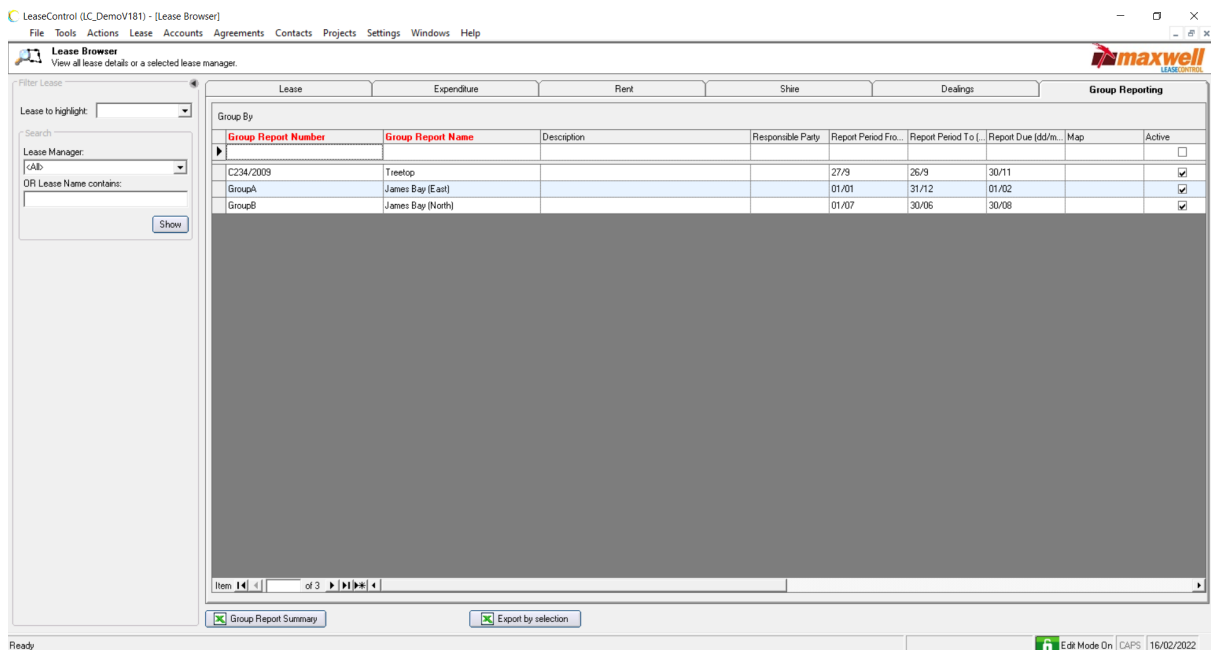 LeaseControl (LC_DemoV181) - [Lease Browser]
File Tools Actions Lease Accounts Agreements Contacts Projects Settings Windows Help
Lease Browser
View all lease details or a selected lease manager.
maxwell
LEASECONTROL
Filter Lease
Lease to highlight:
Search
Lease Manager:
<All>
OR Lease Name contains:
Show
Lease Expenditure Rent Shire Dealings Group Reporting
Group By
Group Report Number Group Report Name Description Responsible Party Report Period Fro... Report Period To (... Report Due (dd/m... Map Active
C234/2009 Treetop 27/9 26/9 30/11
GroupA James Bay (East) 01/01 31/12 01/02
GroupB James Bay (North) 01/07 30/06 30/08
Item of 3
Group Report Summary Export by selection
Ready Edit Mode On CAPS 16/02/2022